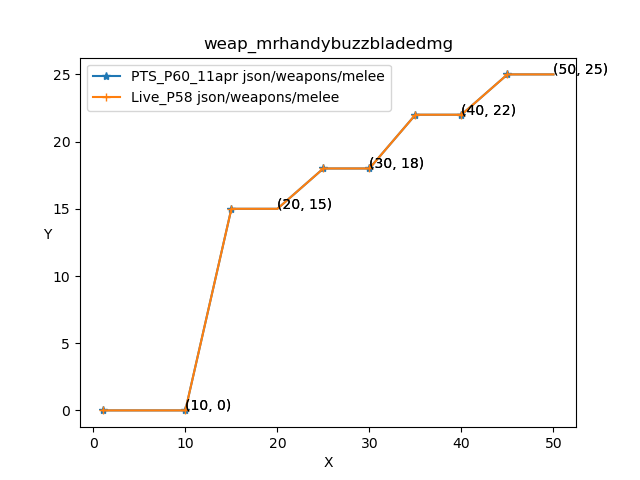 weap_mrhandybuzzbladedmg
PTS_P60_11apr json/weapons/melee
Live_P58 json/weapons/melee
25
20
15
10
5
0
Y
(50, 25)
(40, 22)
(30, 18)
(20, 15)
(10, 0)
0 10 20 30 40 50
X